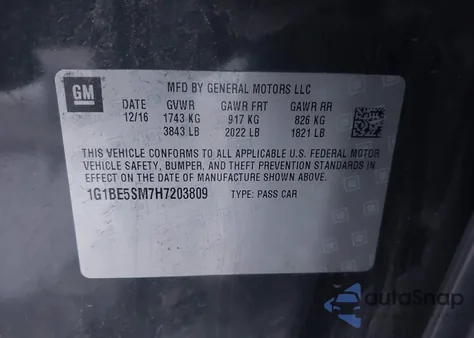 GM
MFD BY GENERAL MOTORS LLC
DATE GVWR GAWR FRT GAWR RR
12/16 1743 KG 917 KG 826 KG
3843 LB 2022 LB 1821 LB
THIS VEHICLE CONFORMS TO ALL APPLICABLE U.S. FEDERAL MOTOR
VEHICLE SAFETY, BUMPER, AND THEFT PREVENTION STANDARDS IN
EFFECT ON THE DATE OF MANUFACTURE SHOWN ABOVE.
1G1BE5SM7H7203809 TYPE: PASS CAR
autoSnap